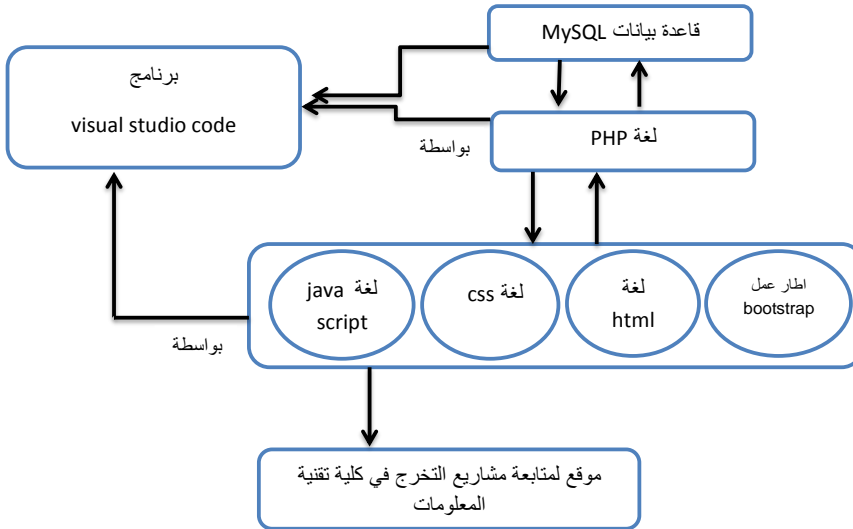 قاعدة بيانات MySQL
برنامج
visual studio code
لغة PHP
بواسطة
اطار عمل
bootstrap
لغة
html
لغة css
لغة java
script
بواسطة
موقع لمتابعة مشاريع التخرج في كلية تقنية
المعلومات